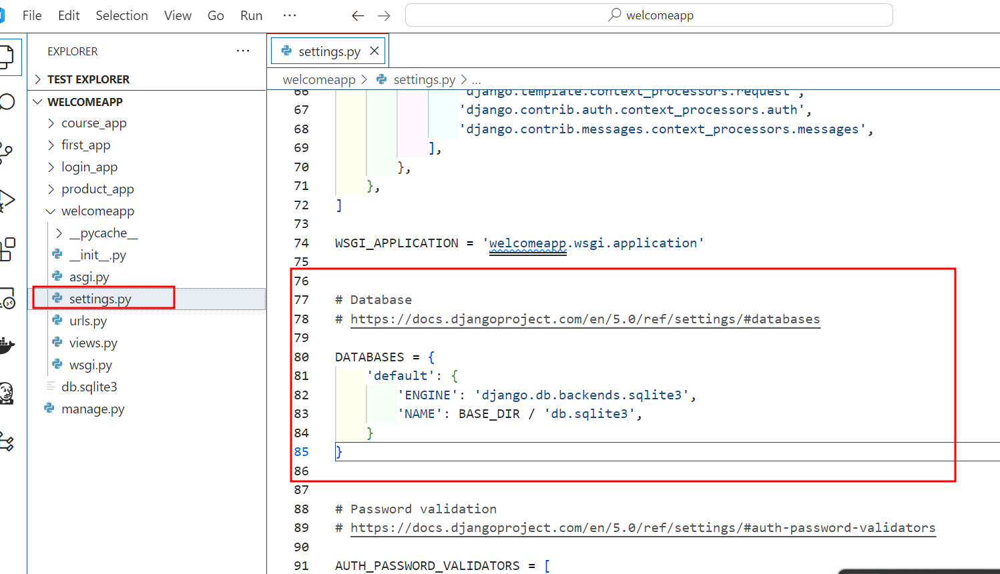 File Edit Selection View Go Run ···
welcomeapp
EXPLORER ···
TEST EXPLORER
WELCOMEAPP
course_app
first_app
login_app
product_app
welcomeapp
__pycache__
__init__.py
asgi.py
settings.py
urls.py
views.py
wsgi.py
db.sqlite3
manage.py
settings.py
welcomeapp > settings.py > ...
66 'django.template.context_processors.request',
67 'django.contrib.auth.context_processors.auth',
68 'django.contrib.messages.context_processors.messages',
69 ],
70 },
71 },
72 ]
73
74 WSGI_APPLICATION = 'welcomeapp.wsgi.application'
75
76
77 # Database
78 # https://docs.djangoproject.com/en/5.0/ref/settings/#databases
79
80 DATABASES = {
81 'default': {
82 'ENGINE': 'django.db.backends.sqlite3',
83 'NAME': BASE_DIR / 'db.sqlite3',
84 }
85 }
86
87
88 # Password validation
89 # https://docs.djangoproject.com/en/5.0/ref/settings/#auth-password-validators
90
91 AUTH_PASSWORD_VALIDATORS = [